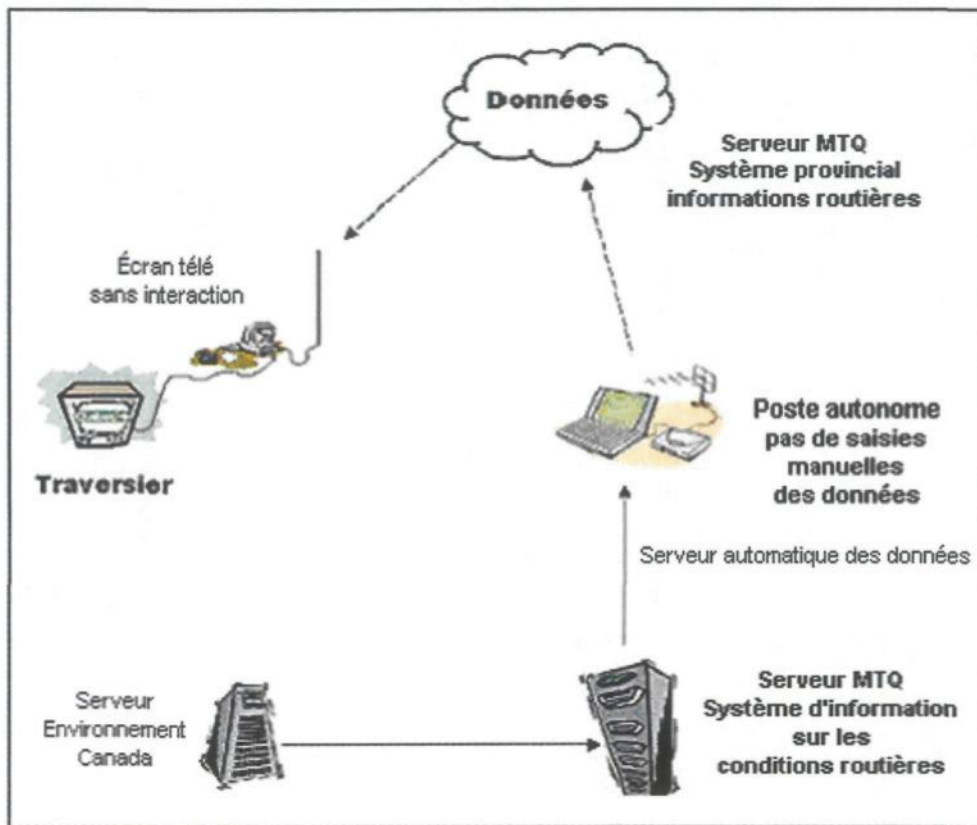 Données
Serveur MTQ
Système provincial
informations routières
Écran télé
sans interaction
Traversier
Poste autonome
pas de saisies
manuelles
des données
Serveur automatique des données
Serveur
Environnement
Canada
Serveur MTQ
Système d'information
sur les
conditions routières